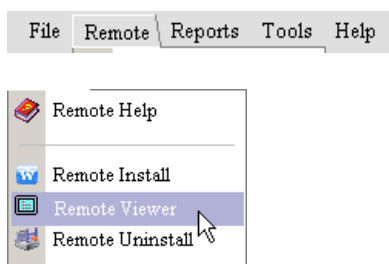 File Remote Reports Tools Help
Remote Help
Remote Install
Remote Viewer
Remote Uninstall